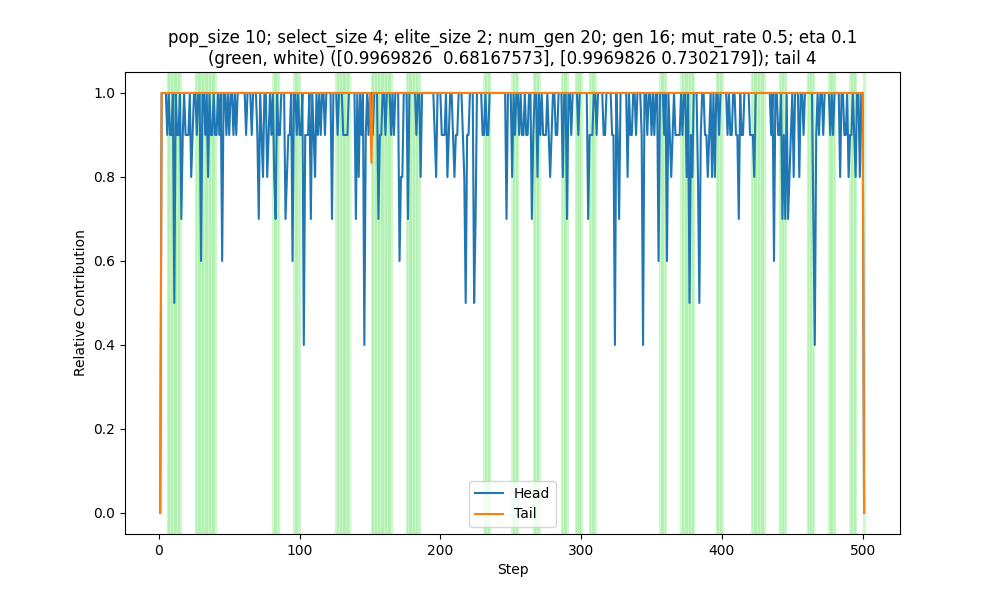 pop_size 10; select_size 4; elite_size 2; num_gen 20; gen 16; mut_rate 0.5; eta 0.1
(green, white) ([0.9969826  0.68167573], [0.9969826 0.7302179]); tail 4
1.0
0.8
0.6
0.4
0.2
0.0
Relative Contribution
Head
Tail
0
100
200
300
400
500
Step